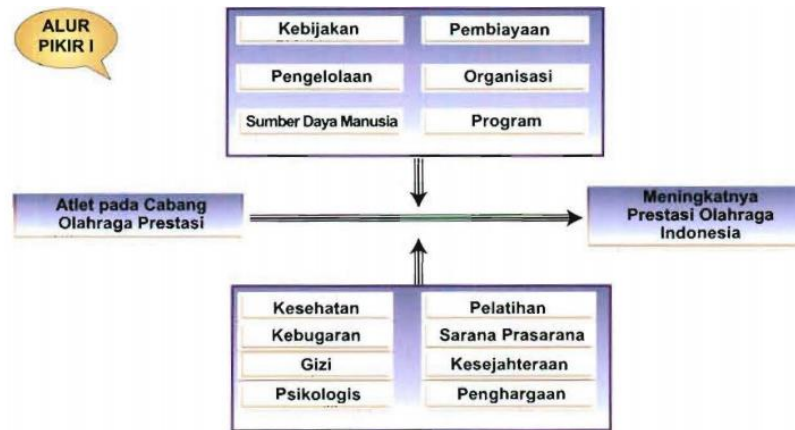 ALUR
PIKIR I
Kebijakan
Pembiayaan
Pengelolaan
Organisasi
Sumber Daya Manusia
Program
Atlet pada Cabang
Olahraga Prestasi
Meningkatnya
Prestasi Olahraga
Indonesia
Kesehatan
Pelatihan
Kebugaran
Sarana Prasarana
Gizi
Kesejahteraan
Psikologis
Penghargaan